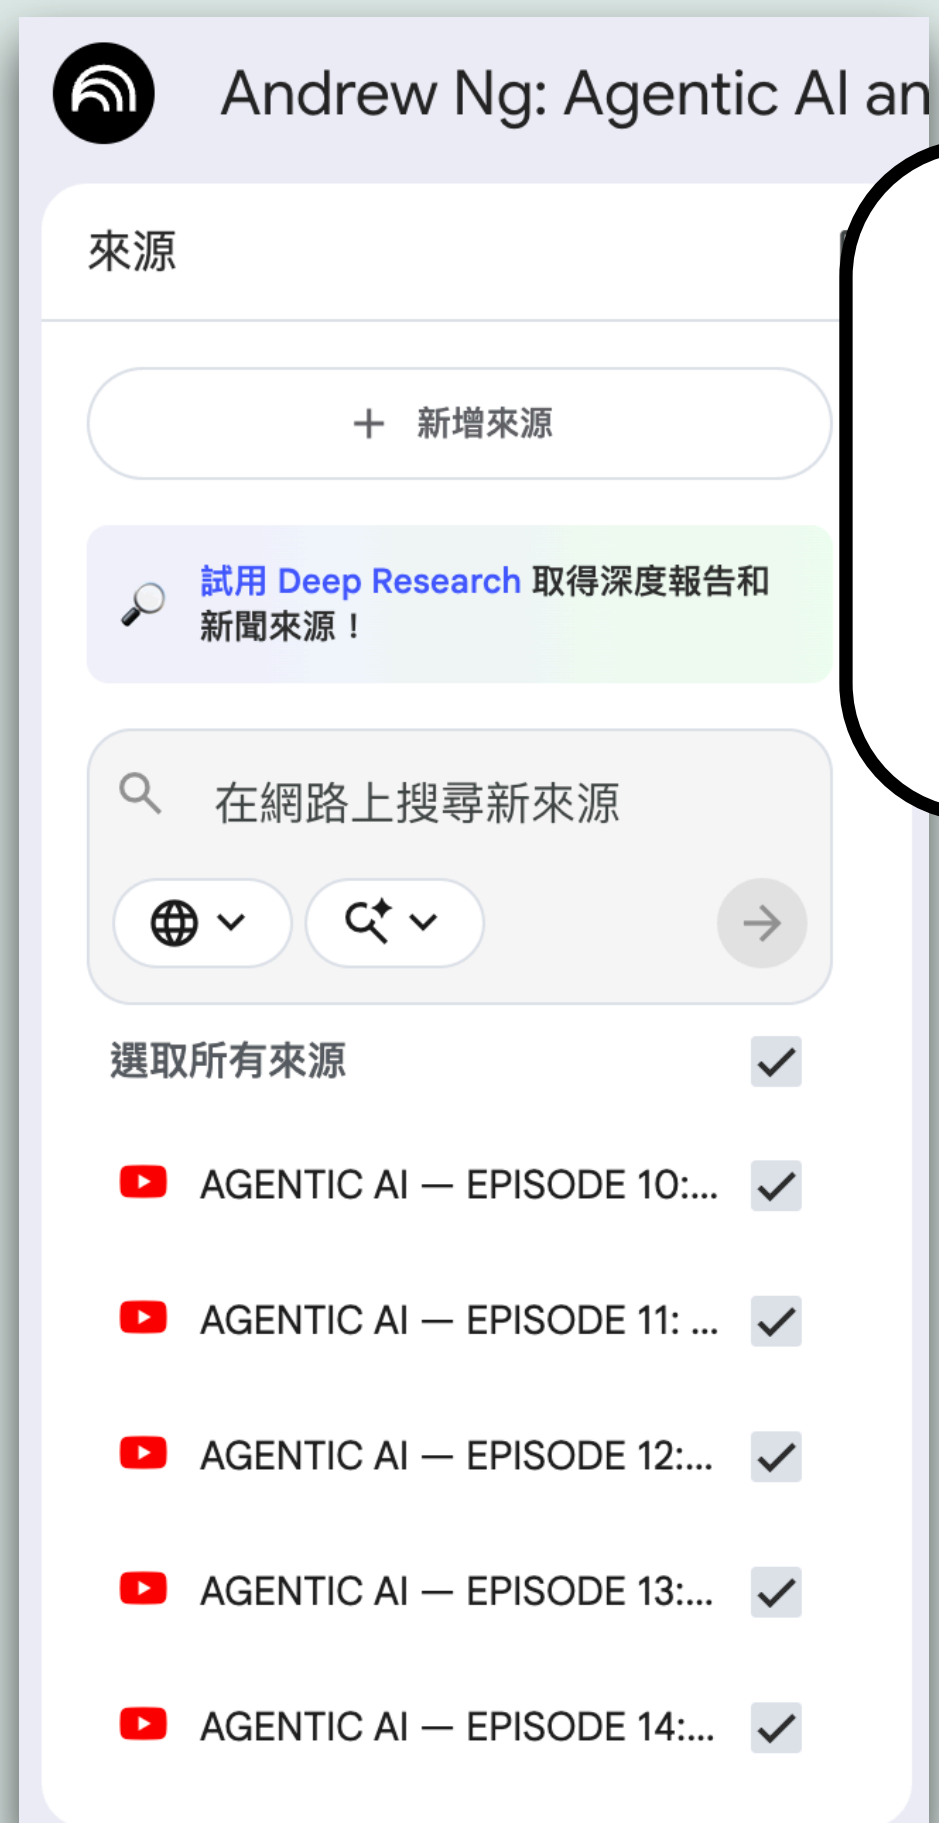 Andrew Ng: Agentic AI an
來源
+ 新增來源
試用 Deep Research 取得深度報告和
新聞來源！
在網路上搜尋新來源
選取所有來源
AGENTIC AI — EPISODE 10:...
AGENTIC AI — EPISODE 11: ...
AGENTIC AI — EPISODE 12:...
AGENTIC AI — EPISODE 13:...
AGENTIC AI — EPISODE 14:...